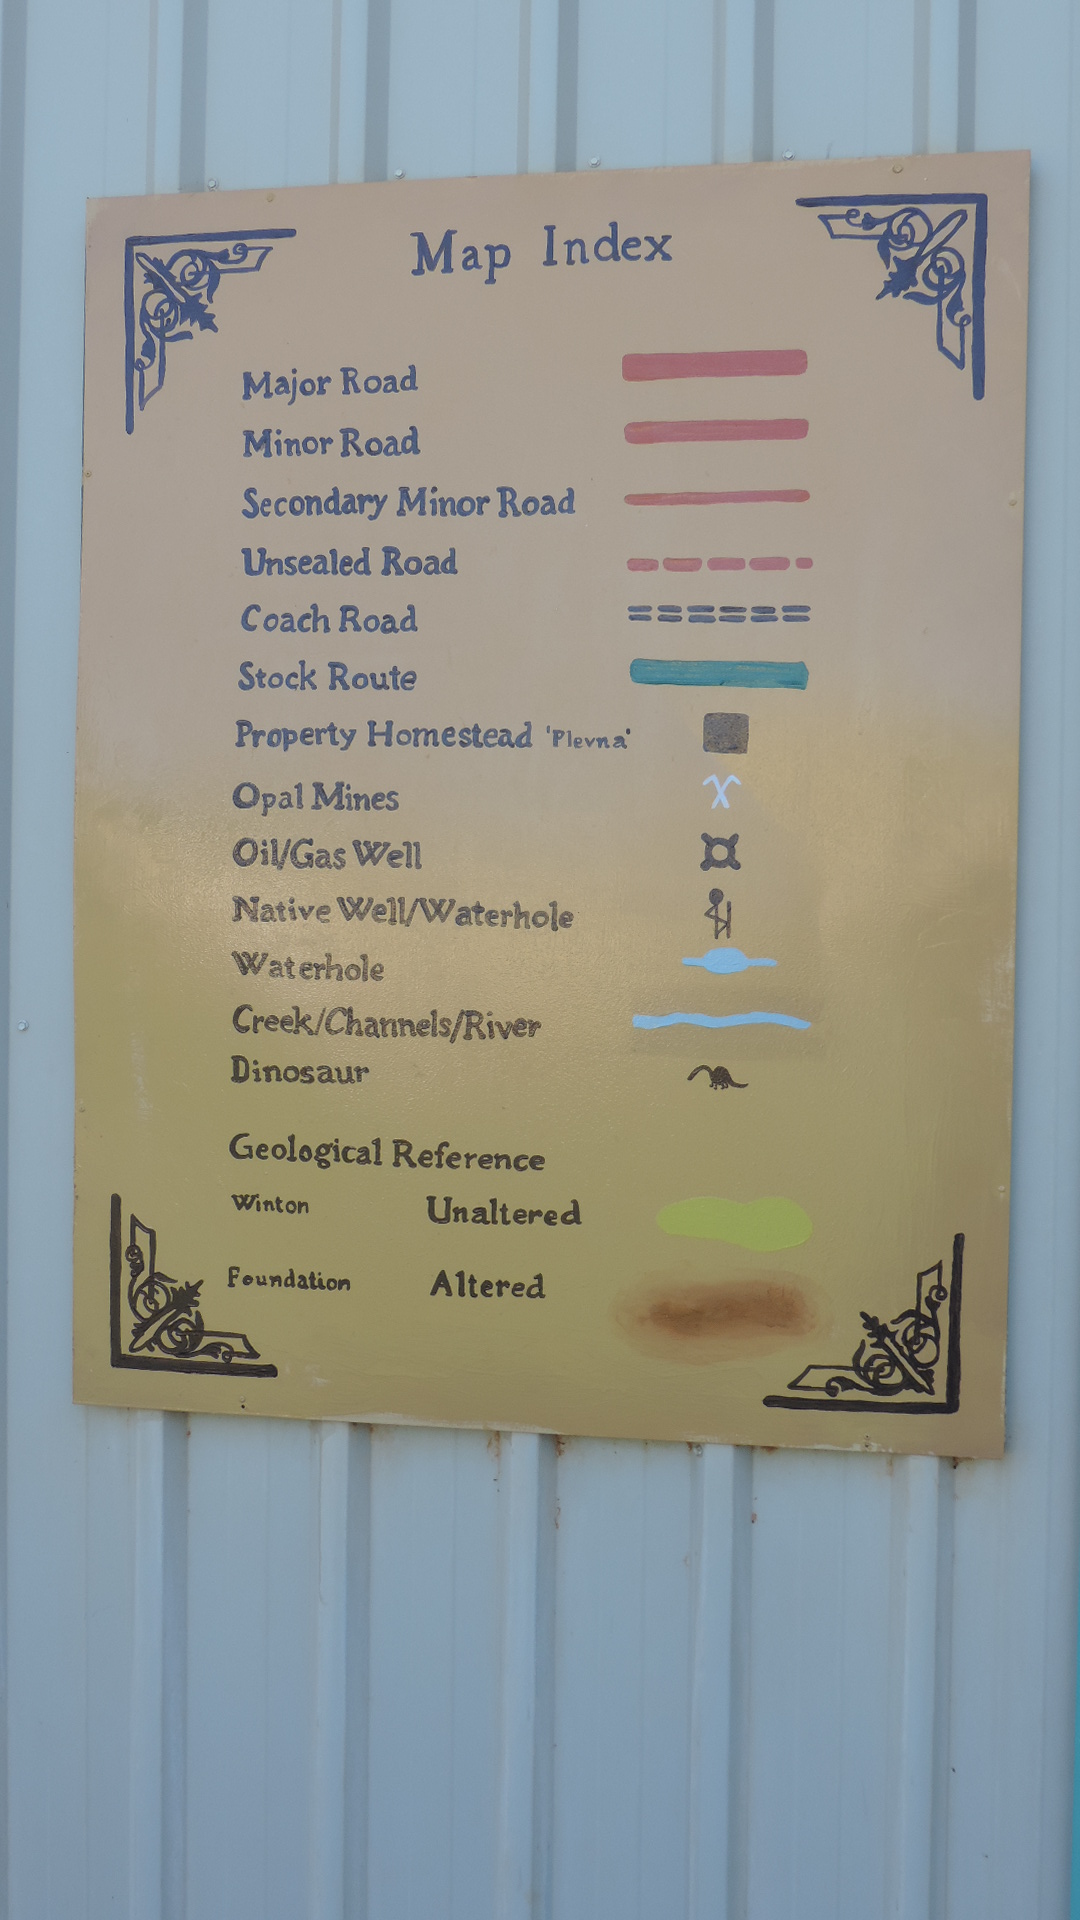 Map Index
Major Road
Minor Road
Secondary Minor Road
Unsealed Road
Coach Road
Stock Route
Property Homestead 'Plevna'
Opal Mines
Oil/Gas Well
Native Well/Waterhole
Waterhole
Creek/Channels/River
Dinosaur
Geological Reference
Winton Unaltered
Foundation Altered